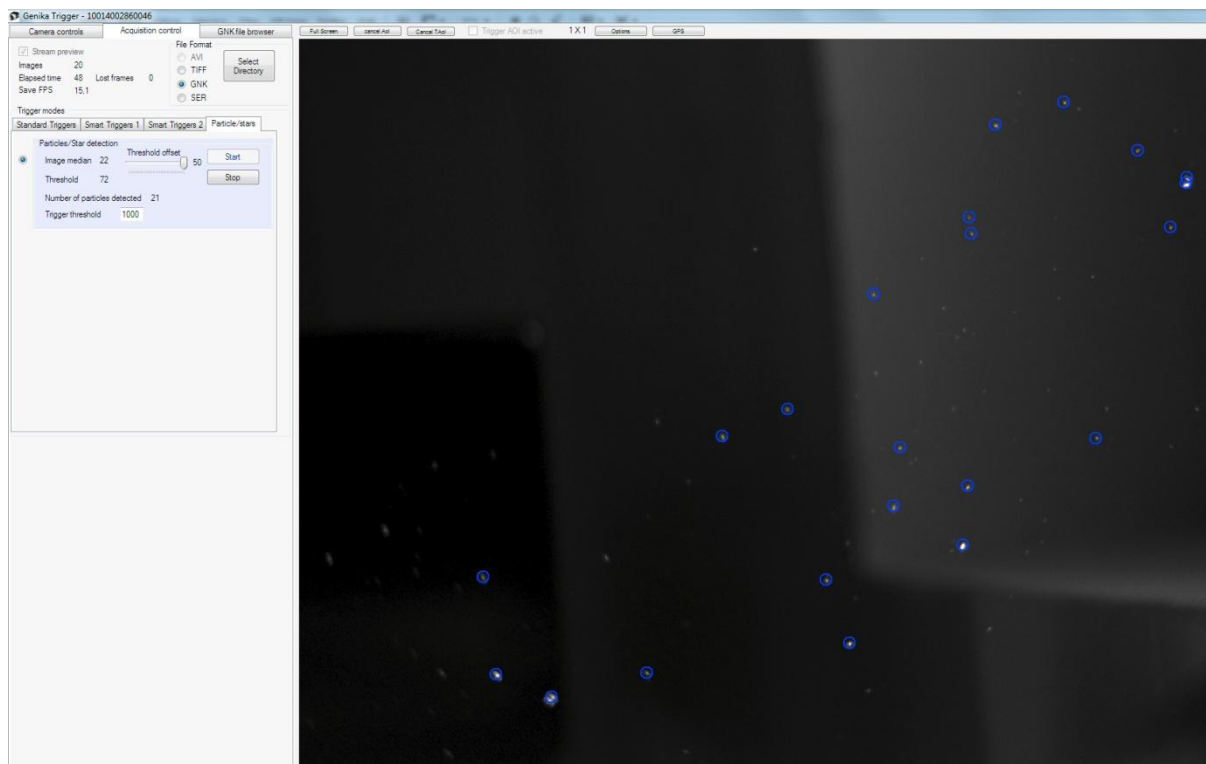 Genika Trigger - 10014002860046
Camera controls Acquisition control GNK file browser
Full Screen cancel AoI Cancel TAoI Trigger AOI active 1 X 1 Options GPS
Stream preview
Images 20
Elapsed time 48 Lost frames 0
Save FPS 15,1
File Format
AVI
TIFF
GNK
SER
Select
Directory
Trigger modes
Standard Triggers Smart Triggers 1 Smart Triggers 2 Particle/stars
Particles/Star detection
Image median 22 Threshold offset 50 Start
Threshold 72 Stop
Number of particles detected 21
Trigger threshold 1000